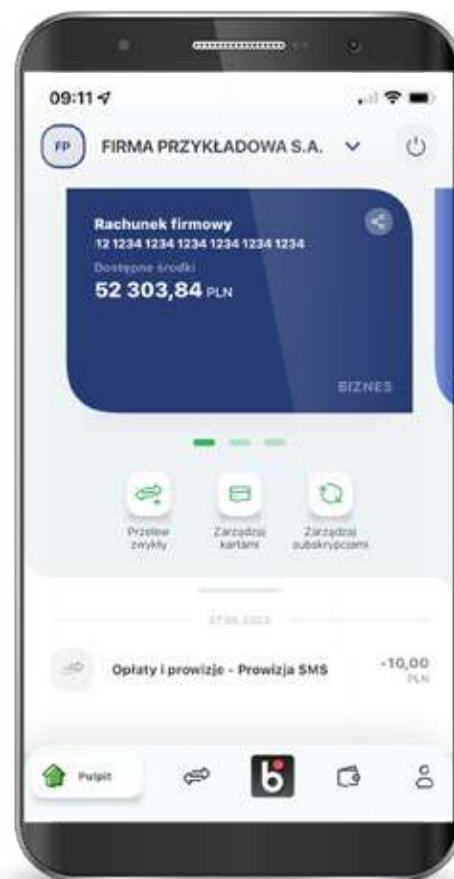 09:11
FP
FIRMA PRZYKŁADOWA S.A.
Rachunek firmowy
12 1234 1234 1234 1234 1234 1234
Dostępne środki
52 303,84 PLN
BIZNES
Przelew
zwykły
Zarządzaj
kartami
Zarządzaj
subskrypcjami
Opłaty i prowizje - Prowizja SMS
-10,00
PLN
Pulpit
b